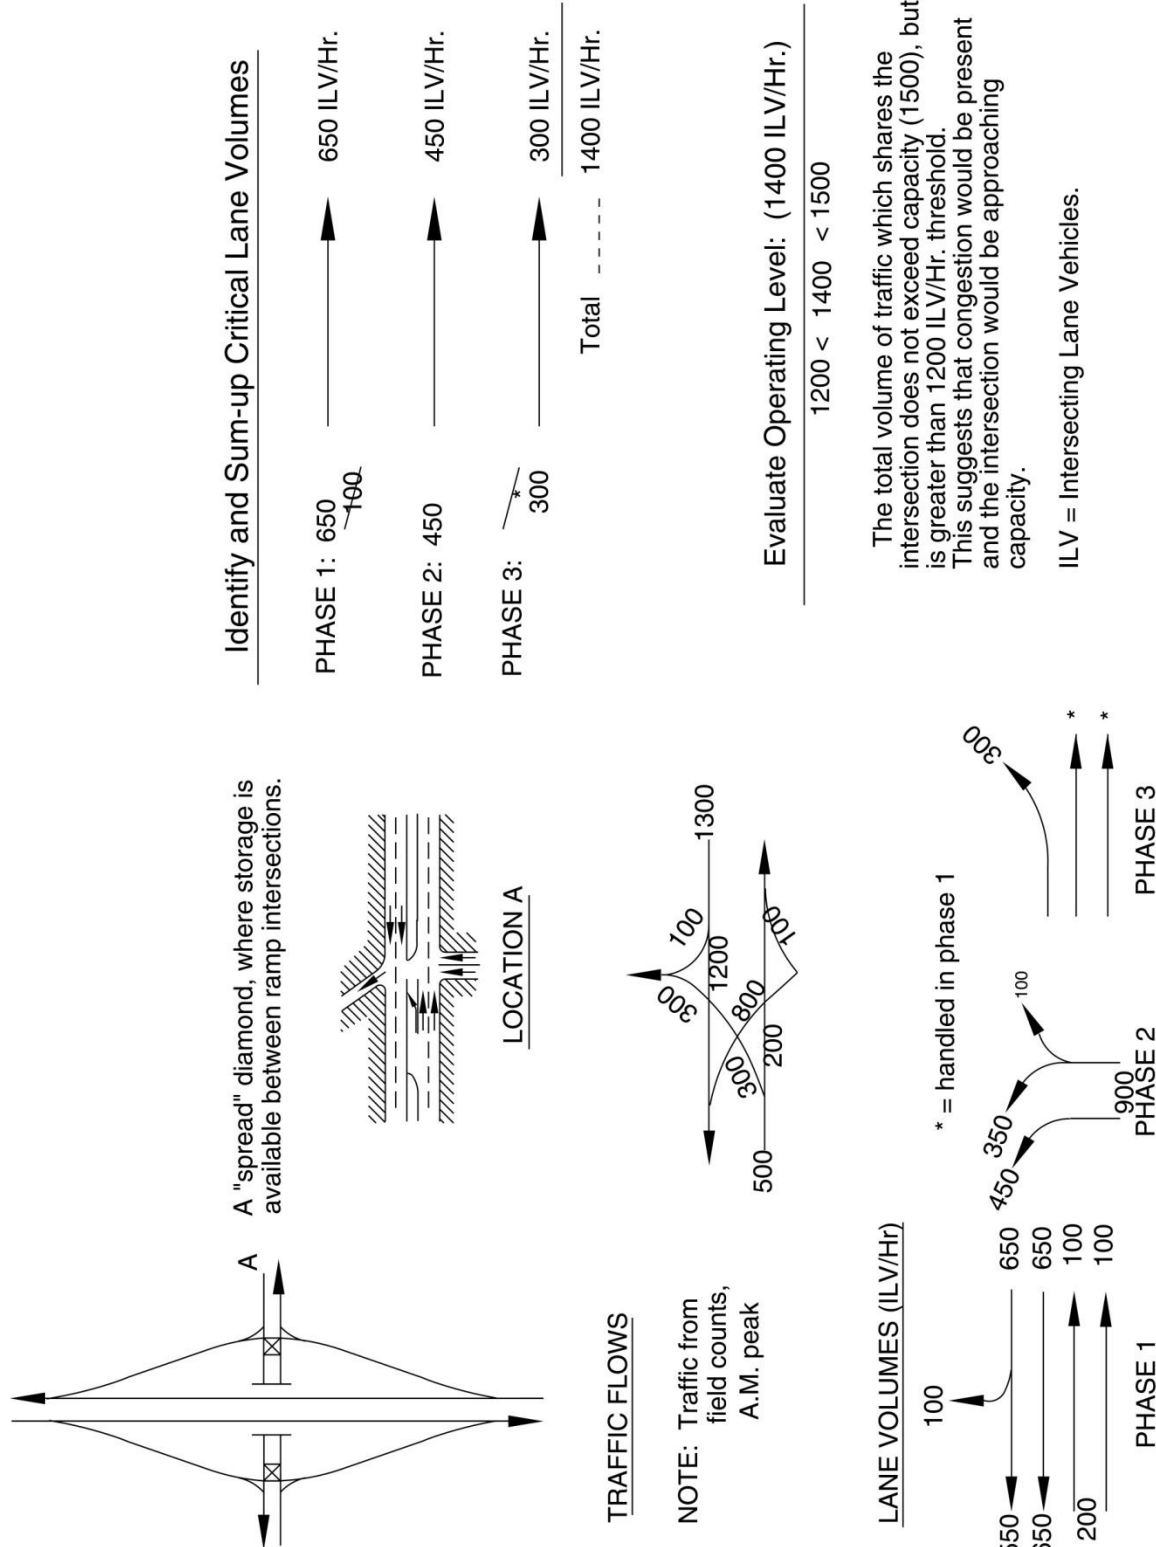 A
A "spread" diamond, where storage is
available between ramp intersections.
LOCATION A
TRAFFIC FLOWS
NOTE: Traffic from
field counts,
A.M. peak
1300
100
1200
300
800
300
200
100
500
LANE VOLUMES (ILV/Hr)
100
550
650
650
650
200
100
100
PHASE 1
450
350
100
900
PHASE 2
* = handled in phase 1
300
*
*
PHASE 3
Identify and Sum-up Critical Lane Volumes
PHASE 1: 650 650 ILV/Hr.
100
PHASE 2: 450 450 ILV/Hr.
PHASE 3: * 300 ILV/Hr.
300
Total ----- 1400 ILV/Hr.
Evaluate Operating Level: (1400 ILV/Hr.)
1200 < 1400 < 1500
The total volume of traffic which shares the
intersection does not exceed capacity (1500), but
is greater than 1200 ILV/Hr. threshold.
This suggests that congestion would be present
and the intersection would be approaching
capacity.
ILV = Intersecting Lane Vehicles.